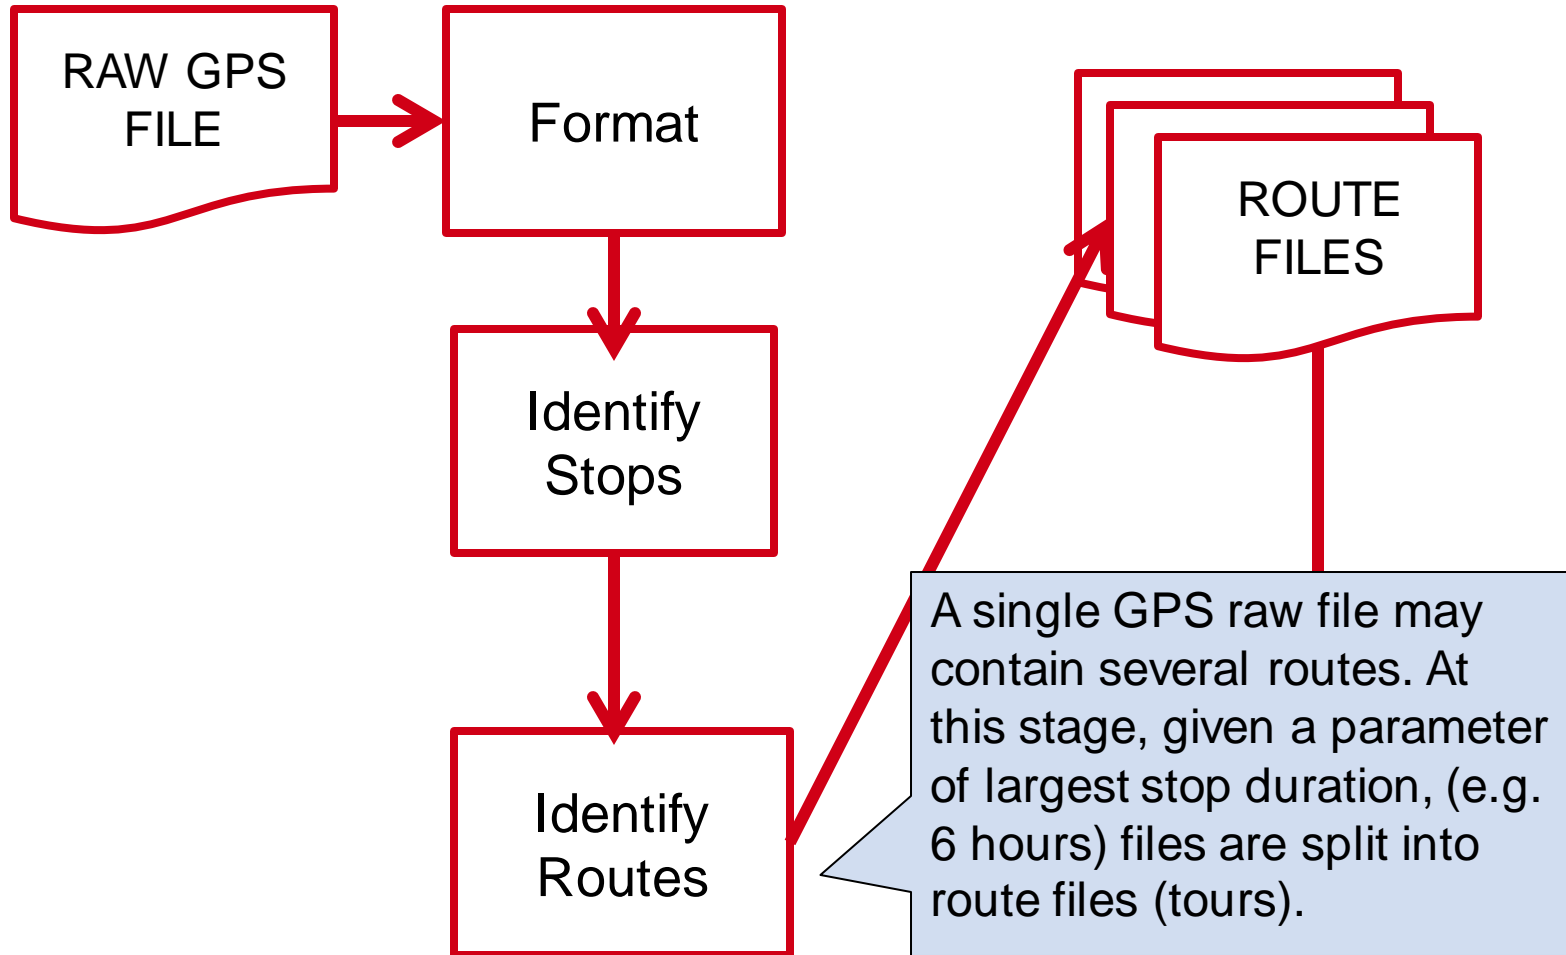 RAW GPS
FILE
Format
Identify
Stops
Identify
Routes
ROUTE
FILES
A single GPS raw file may
contain several routes. At
this stage, given a parameter
of largest stop duration, (e.g.
6 hours) files are split into
route files (tours).